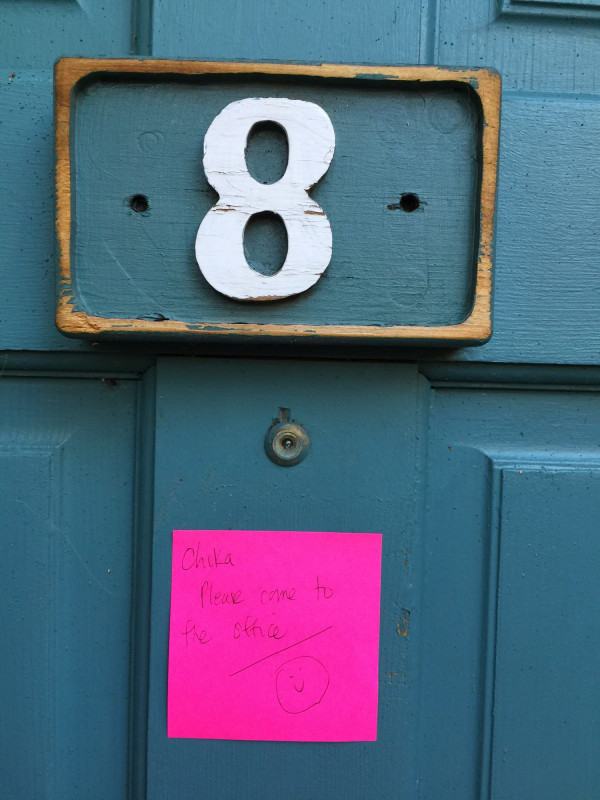 8
Chika
Please come to
the office